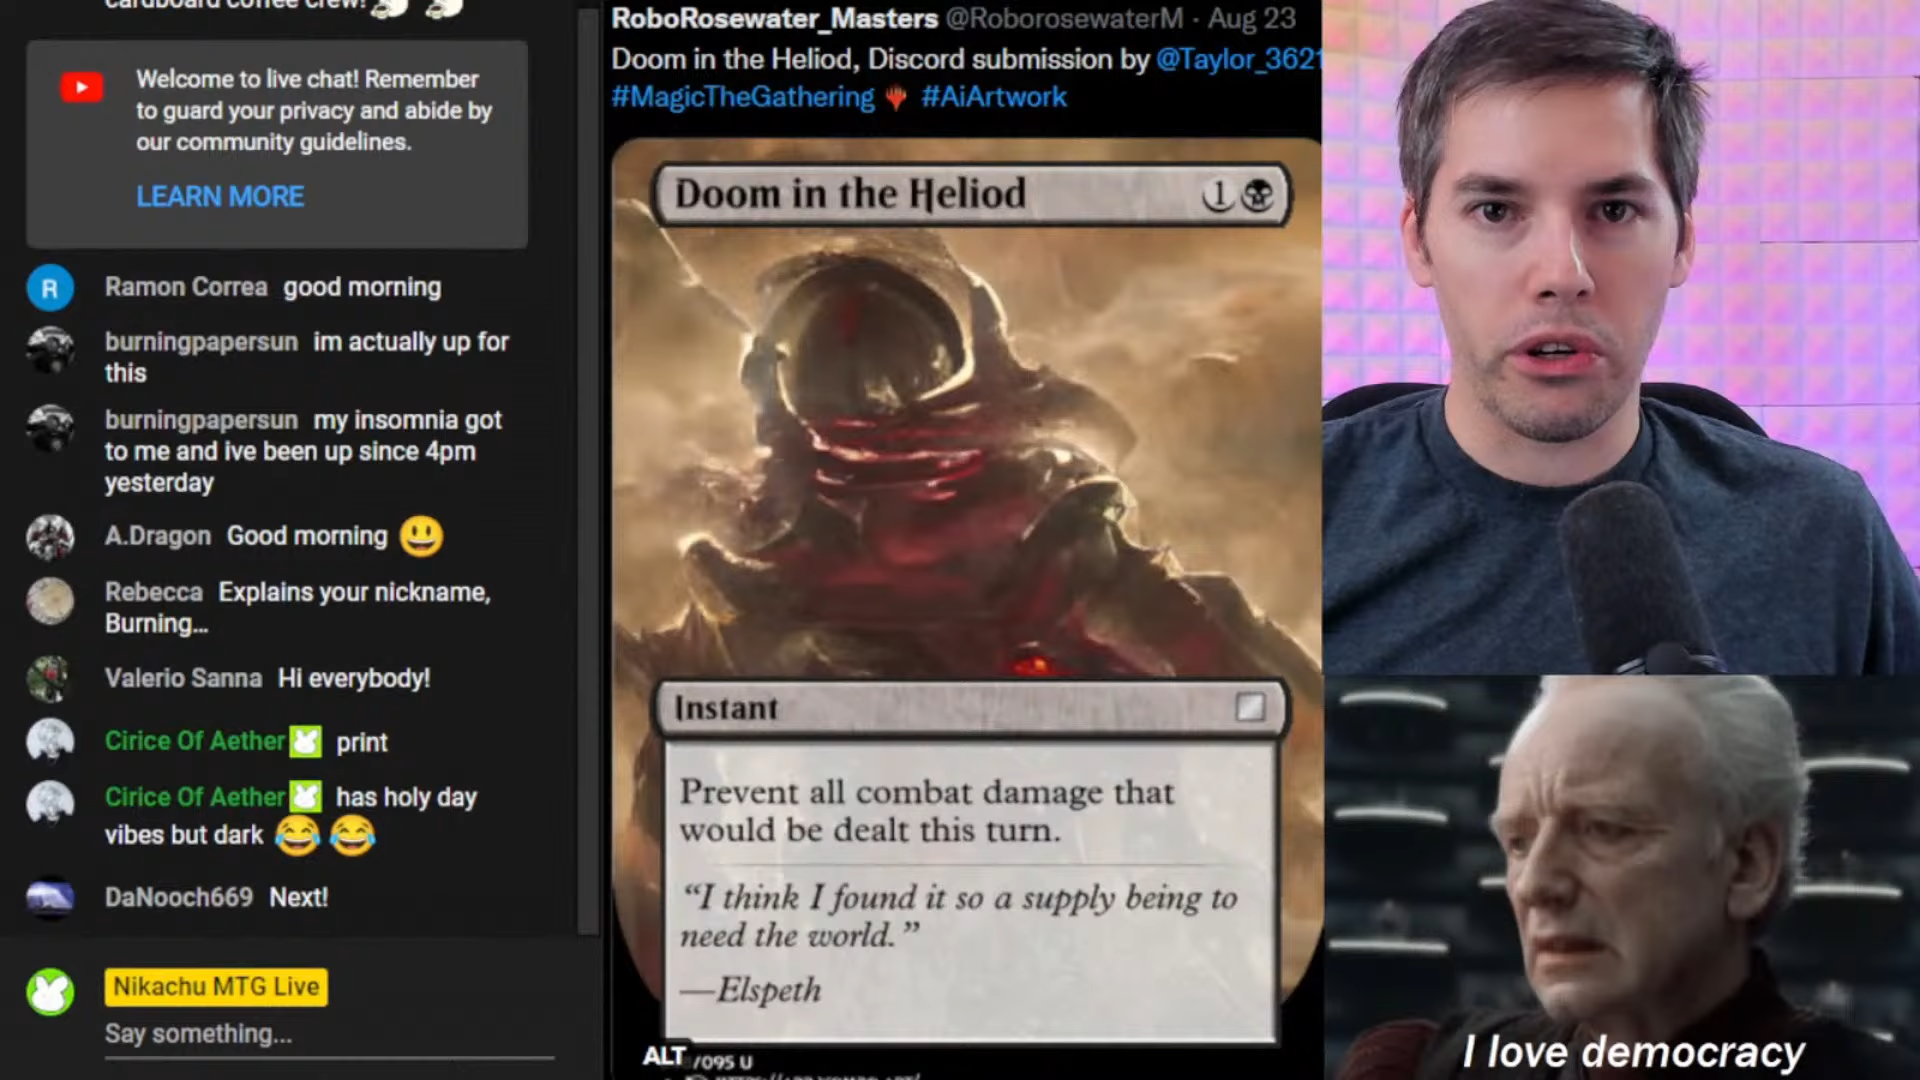 cardboard coffee crew!
Welcome to live chat! Remember
to guard your privacy and abide by
our community guidelines.
LEARN MORE
R
Ramon Correa good morning
burningpapersun im actually up for
this
burningpapersun my insomnia got
to me and ive been up since 4pm
yesterday
A.Dragon Good morning 😃
Rebecca Explains your nickname,
Burning...
Valerio Sanna Hi everybody!
Cirice Of Aether print
Cirice Of Aether has holy day
vibes but dark 😂 😂
DaNooch669 Next!
Nikachu MTG Live
Say something...
RoboRosewater_Masters @RoborosewaterM · Aug 23
Doom in the Heliod, Discord submission by @Taylor_3621
#MagicTheGathering #AiArtwork
Doom in the Heliod 1
Instant
Prevent all combat damage that
would be dealt this turn.
“I think I found it so a supply being to
need the world.”
—Elspeth
ALT /095 U
I love democracy